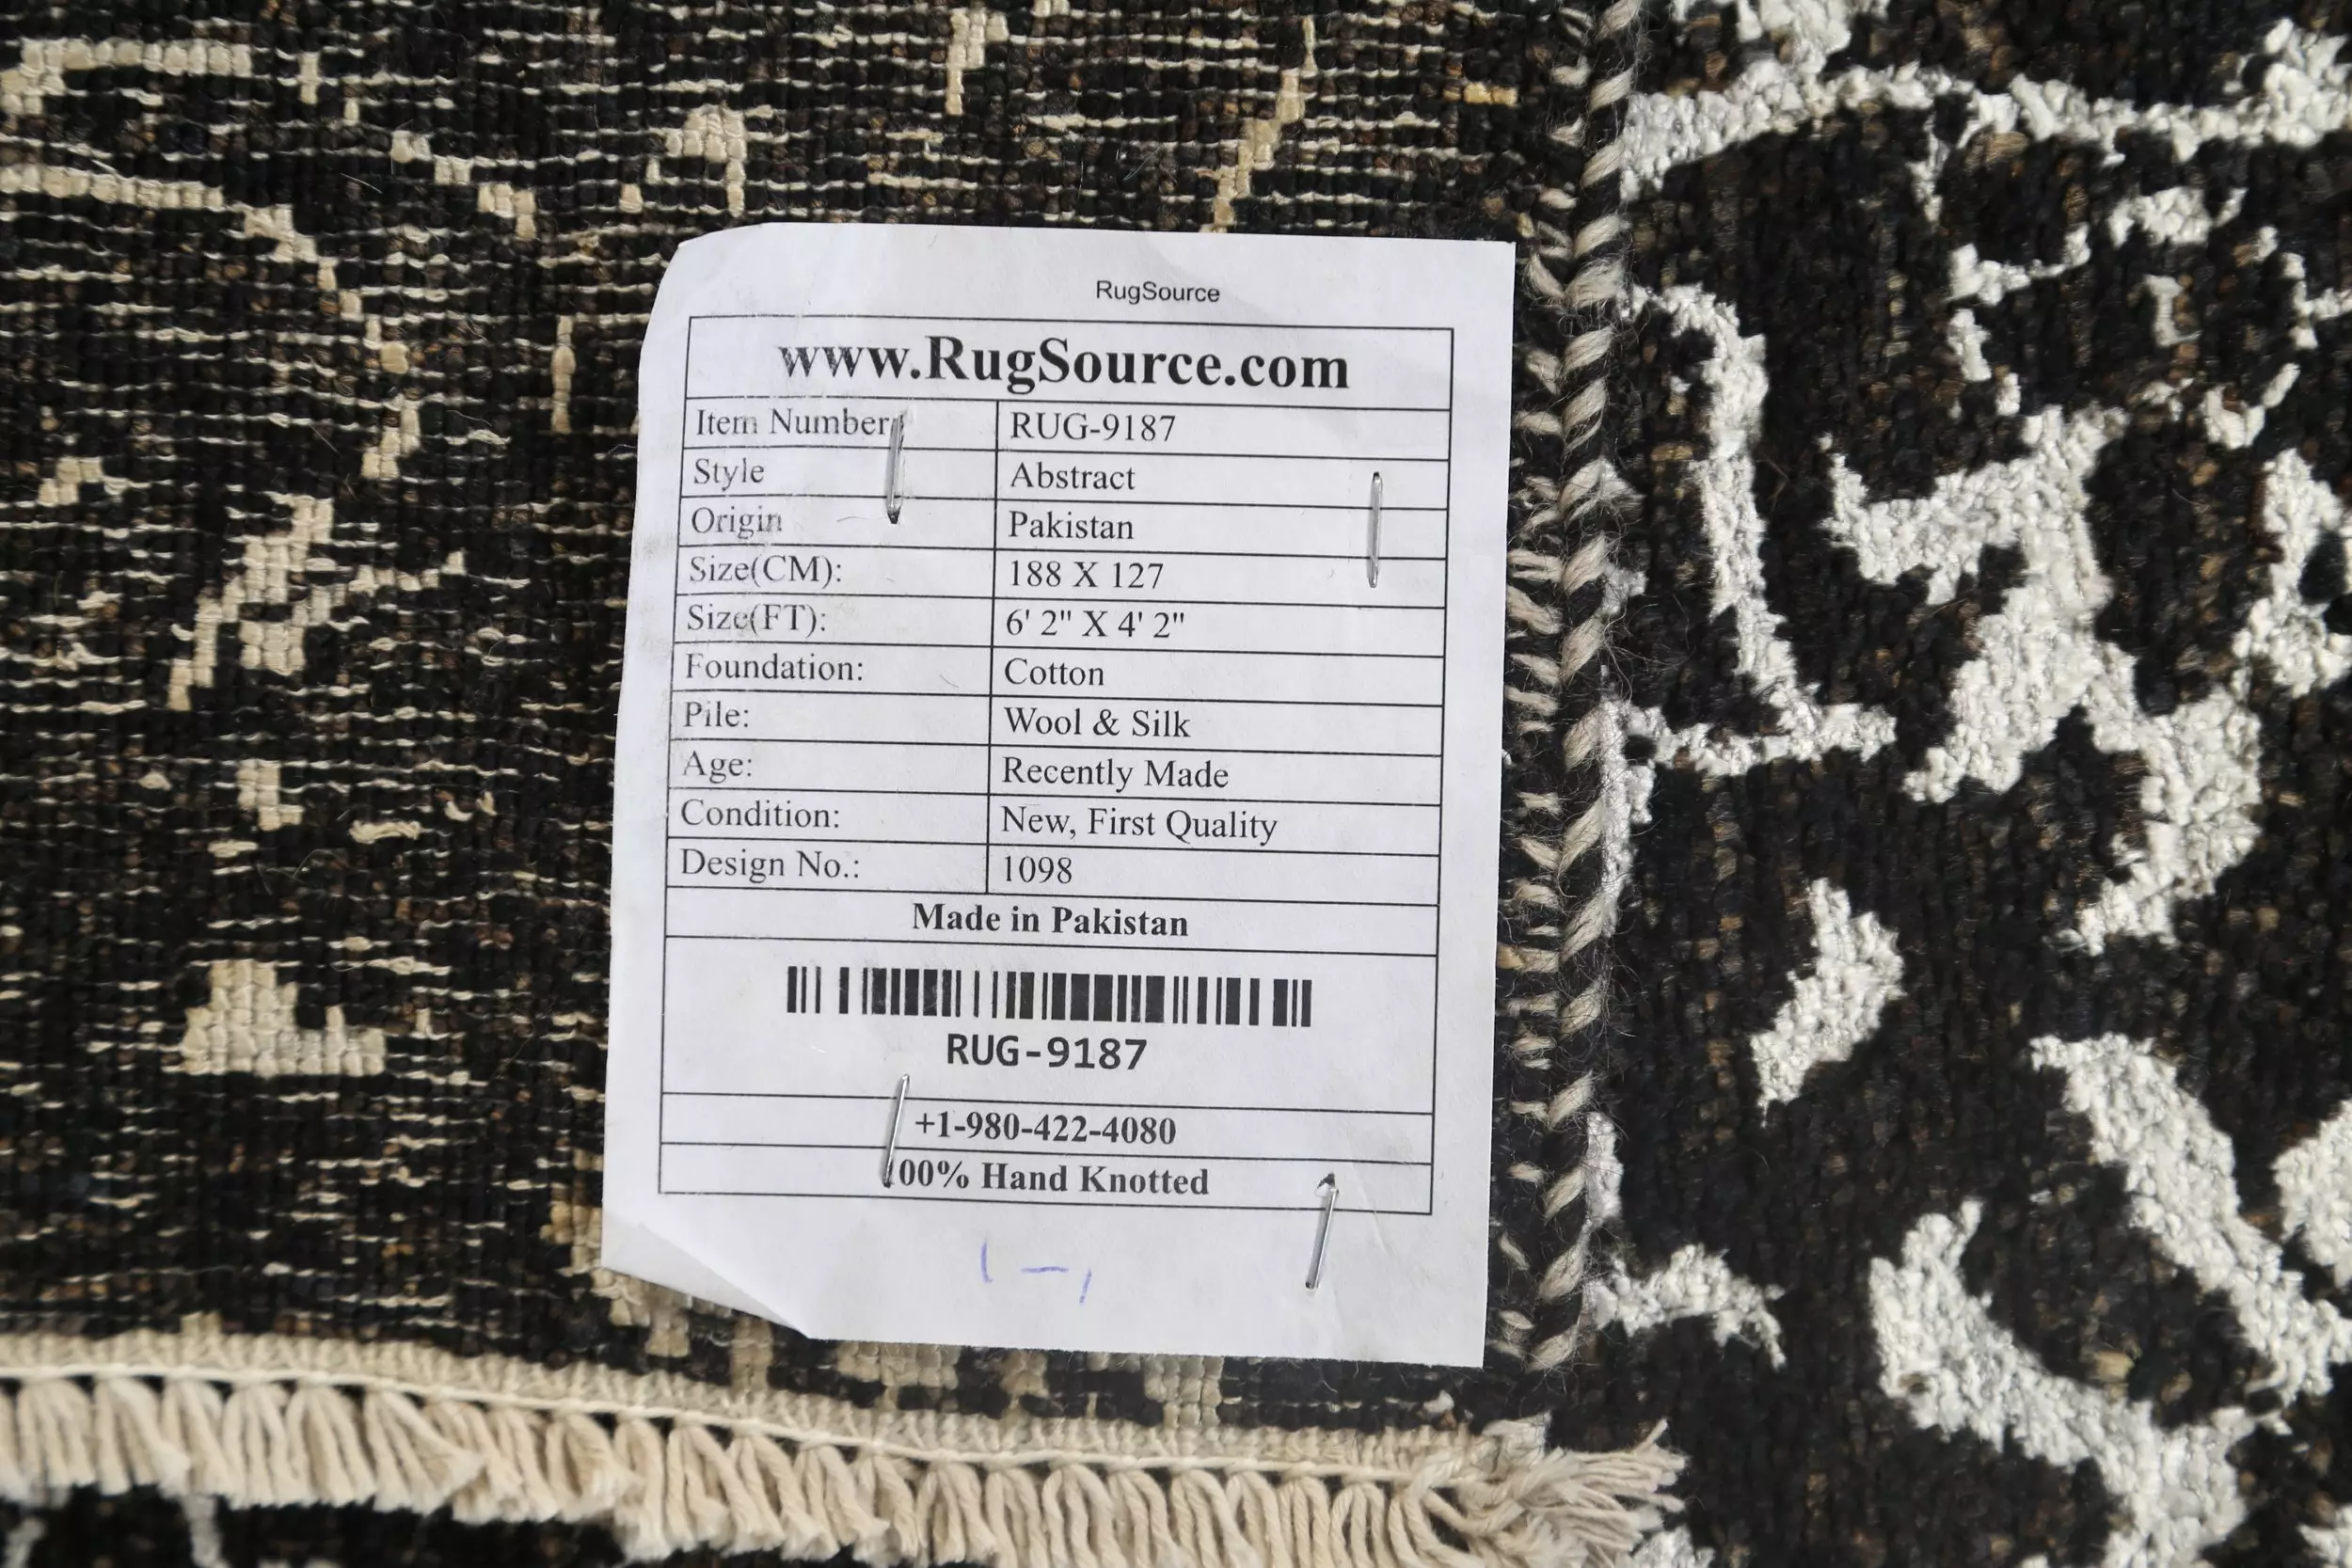 RugSource
www.RugSource.com
Item Number RUG-9187
Style Abstract
Origin Pakistan
Size(CM): 188 X 127
Size(FT): 6' 2" X 4' 2"
Foundation: Cotton
Pile: Wool & Silk
Age: Recently Made
Condition: New, First Quality
Design No.: 1098
Made in Pakistan
RUG-9187
+1-980-422-4080
100% Hand Knotted